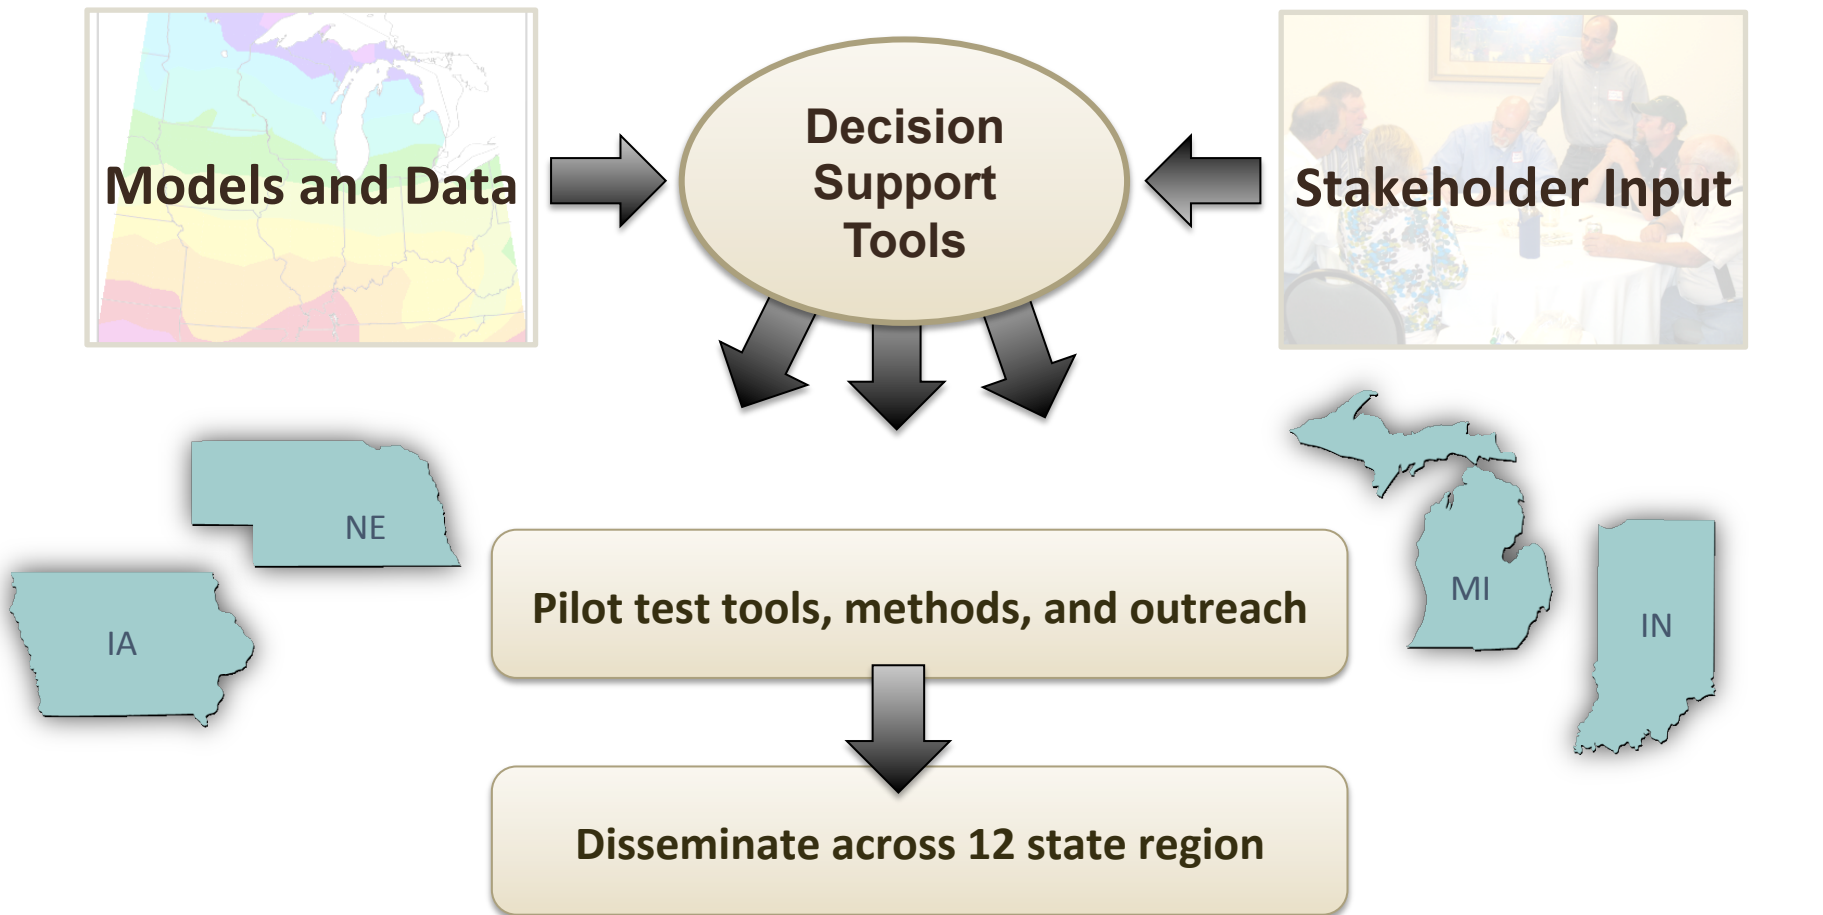 Models and Data
Decision
Support
Tools
Stakeholder Input
NE
IA
MI
IN
Pilot test tools, methods, and outreach
Disseminate across 12 state region